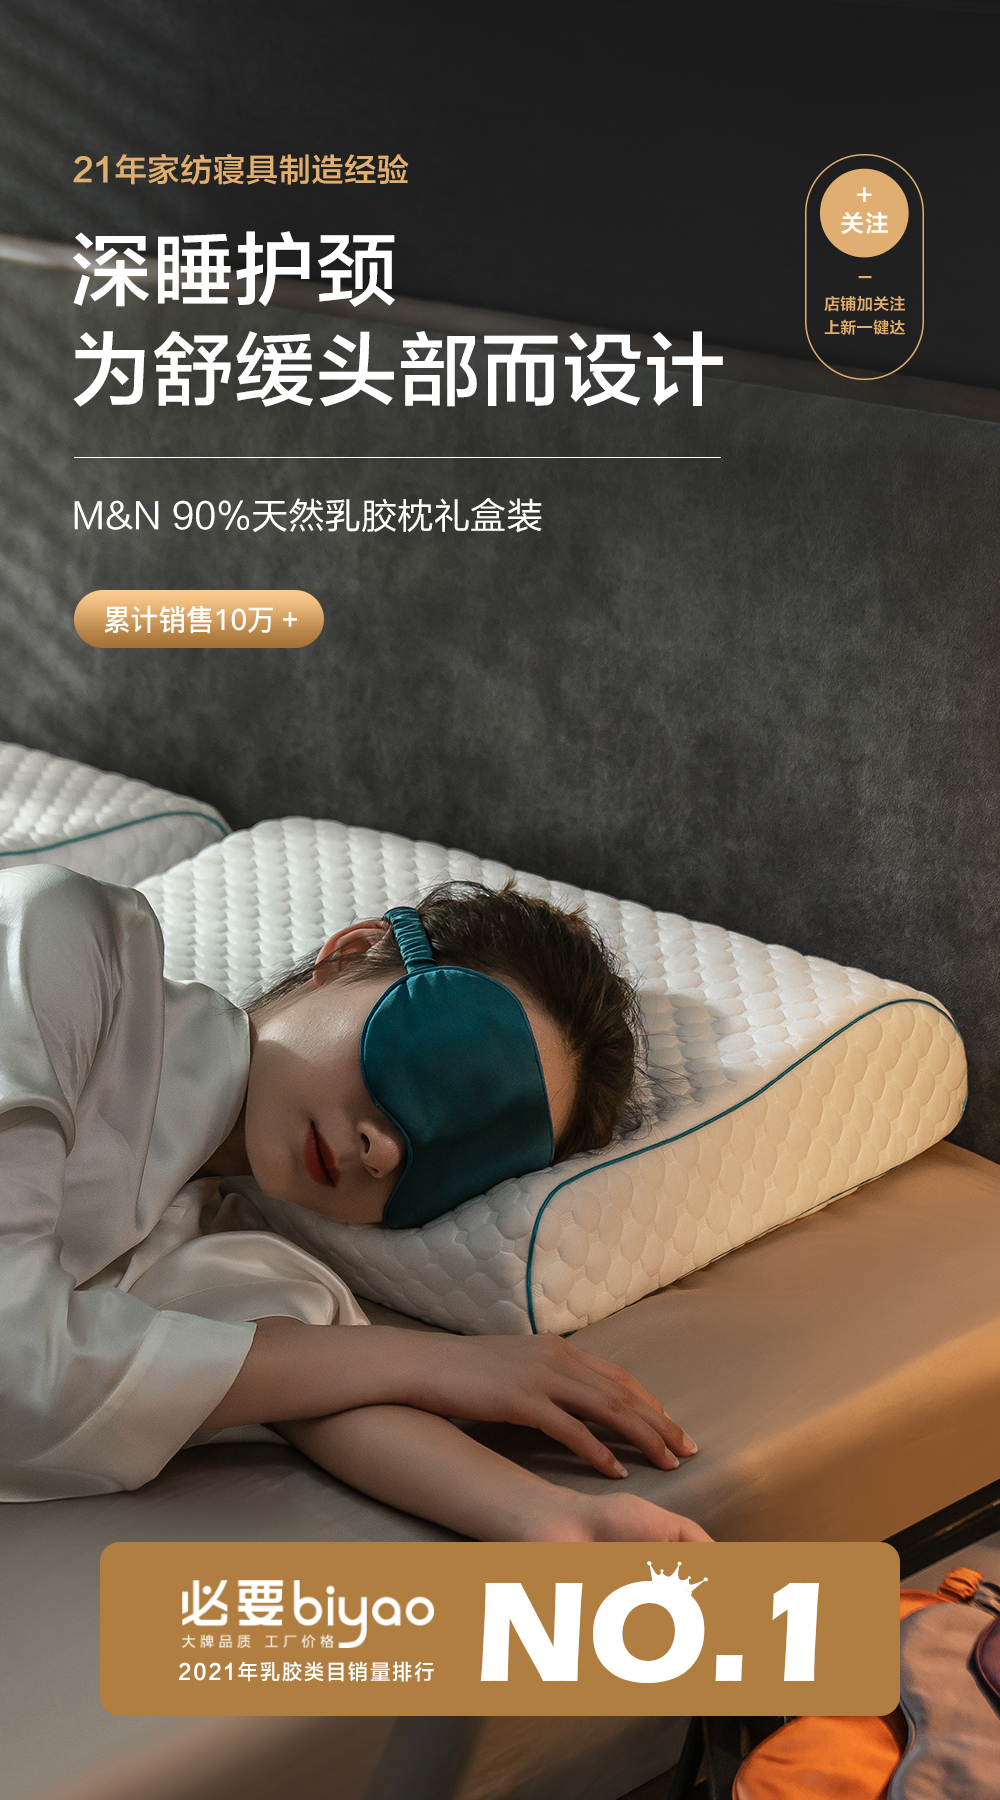 21年家纺寝具制造经验
深睡护颈
为舒缓头部而设计
M&N 90%天然乳胶枕礼盒装
累计销售10万 +
+
关注
店铺加关注
上新一键达
必要biyao
大牌品质 工厂价格
2021年乳胶类目销量排行
NO.1